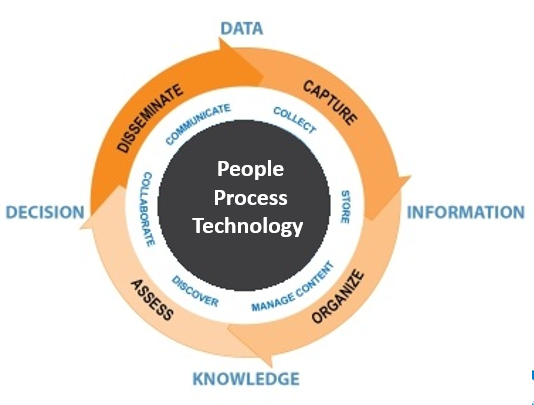 DATA
DISSEMINATE
CAPTURE
COMMUNICATE
COLLECT
People
Process
Technology
COLLABORATE
STORE
DECISION
INFORMATION
DISCOVER
MANAGE CONTENT
ASSESS
ORGANIZE
KNOWLEDGE